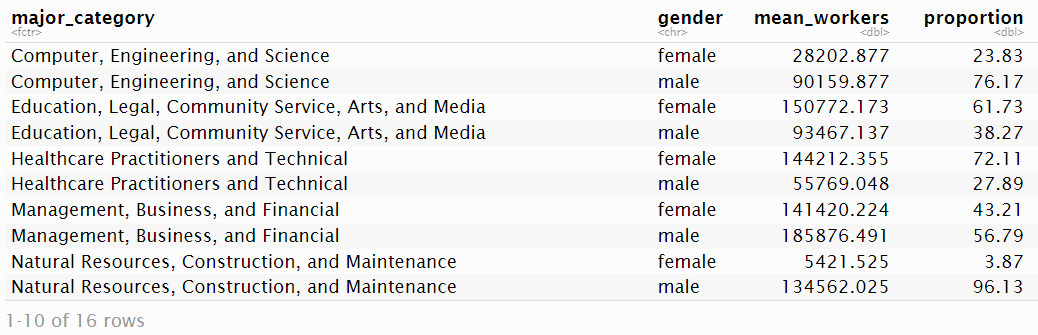 major_category gender mean_workers proportion
<fctr> <chr> <dbl> <dbl>
Computer, Engineering, and Science female 28202.877 23.83
Computer, Engineering, and Science male 90159.877 76.17
Education, Legal, Community Service, Arts, and Media female 150772.173 61.73
Education, Legal, Community Service, Arts, and Media male 93467.137 38.27
Healthcare Practitioners and Technical female 144212.355 72.11
Healthcare Practitioners and Technical male 55769.048 27.89
Management, Business, and Financial female 141420.224 43.21
Management, Business, and Financial male 185876.491 56.79
Natural Resources, Construction, and Maintenance female 5421.525 3.87
Natural Resources, Construction, and Maintenance male 134562.025 96.13
1-10 of 16 rows